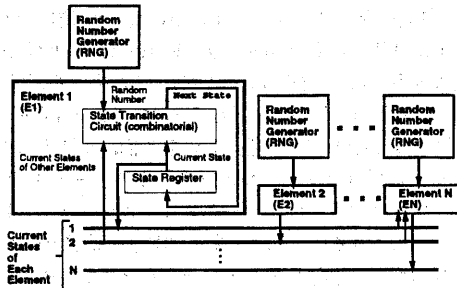 Random
Number
Generator
(RNG)
Element 1
(E1)
Random
Number
Next State
State Transition
Circuit (combinatorial)
Current States
of Other Elements
Current State
State Register
Random
Number
Generator
(RNG)
Random
Number
Generator
(RNG)
Element 2
(E2)
Element N
(EN)
Current
States
of
Each
Element
1
2
N